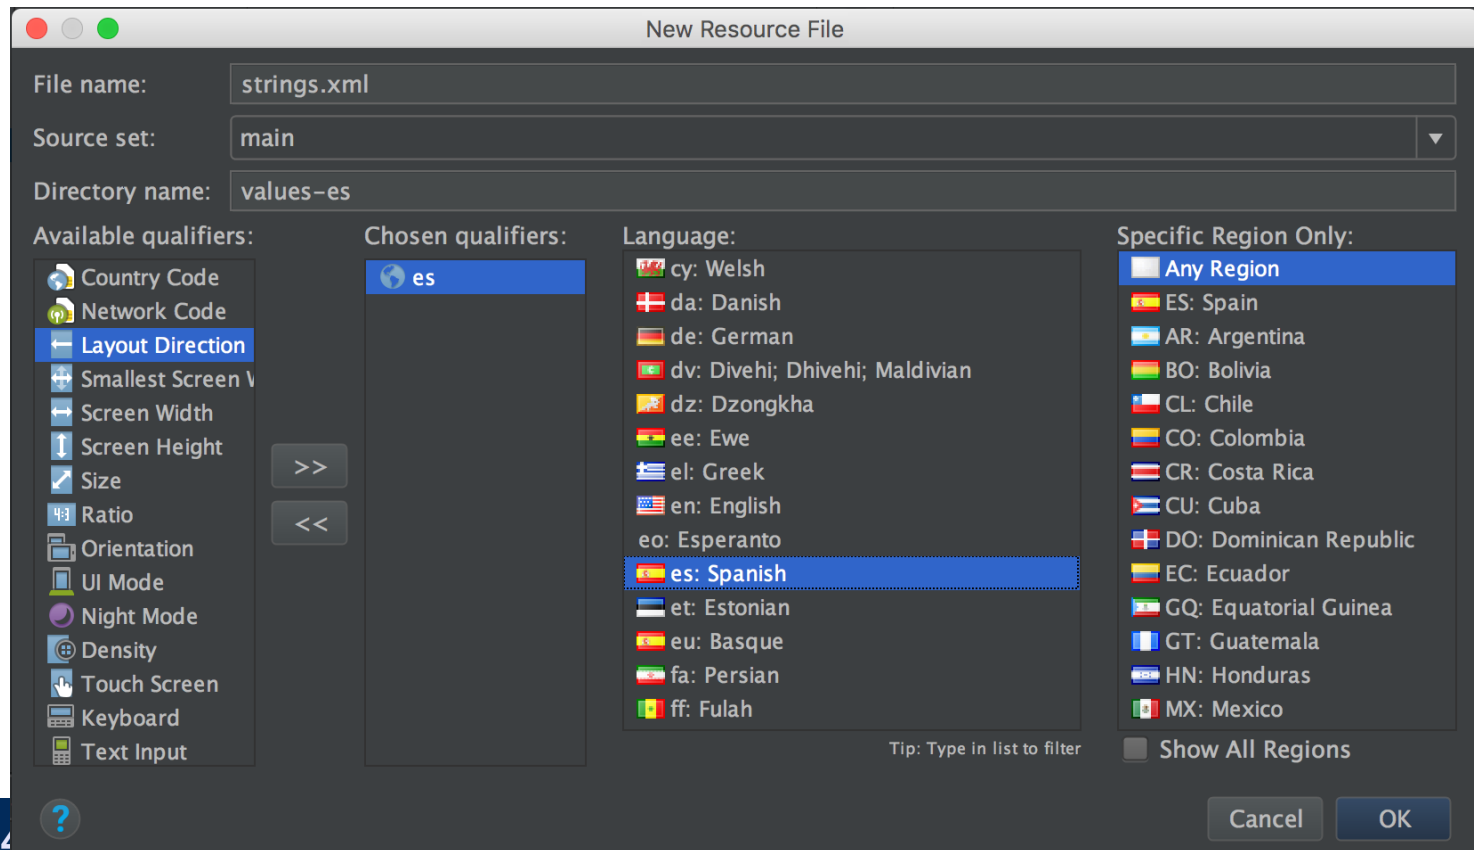 New Resource File
File name: strings.xml
Source set: main
Directory name: values-es
Available qualifiers:
Country Code
Network Code
Layout Direction
Smallest Screen
Screen Width
Screen Height
Size
4:3 Ratio
Orientation
UI Mode
Night Mode
Density
Touch Screen
Keyboard
Text Input
>>
<<
Chosen qualifiers:
es
Language:
cy: Welsh
da: Danish
de: German
dv: Divehi; Dhivehi; Maldivian
dz: Dzongkha
ee: Ewe
el: Greek
en: English
eo: Esperanto
es: Spanish
et: Estonian
eu: Basque
fa: Persian
ff: Fulah
Tip: Type in list to filter
Specific Region Only:
Any Region
ES: Spain
AR: Argentina
BO: Bolivia
CL: Chile
CO: Colombia
CR: Costa Rica
CU: Cuba
DO: Dominican Republic
EC: Ecuador
GQ: Equatorial Guinea
GT: Guatemala
HN: Honduras
MX: Mexico
Show All Regions
?
Cancel
OK